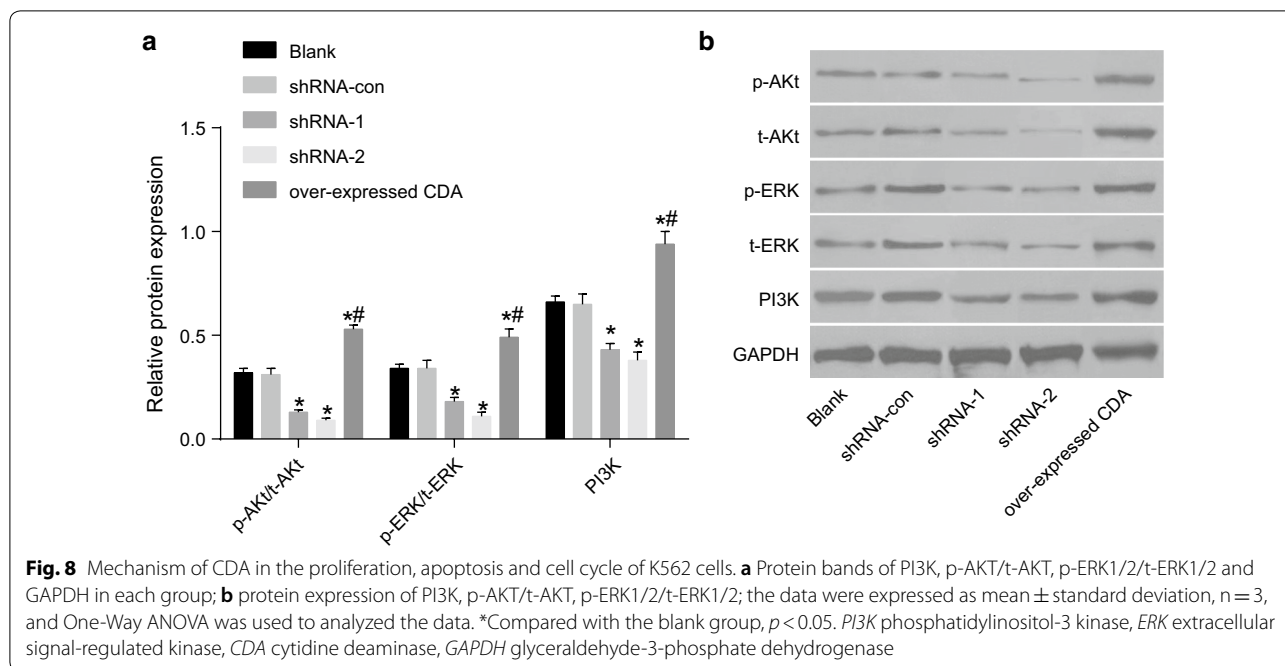 a
Blank
shRNA-con
shRNA-1
shRNA-2
over-expressed CDA
Relative protein expression
1.5
1.0
0.5
0.0
*
*
*#
*
*
*#
*
*
*#
p-AKt/t-AKt
p-ERK/t-ERK
PI3K
b
p-AKt
t-AKt
p-ERK
t-ERK
PI3K
GAPDH
Blank
shRNA-con
shRNA-1
shRNA-2
over-expressed CDA
Fig. 8 Mechanism of CDA in the proliferation, apoptosis and cell cycle of K562 cells. a Protein bands of PI3K, p-AKT/t-AKT, p-ERK1/2/t-ERK1/2 and
GAPDH in each group; b protein expression of PI3K, p-AKT/t-AKT, p-ERK1/2/t-ERK1/2; the data were expressed as mean ± standard deviation, n = 3,
and One-Way ANOVA was used to analyzed the data. *Compared with the blank group, p < 0.05. PI3K phosphatidylinositol-3 kinase, ERK extracellular
signal-regulated kinase, CDA cytidine deaminase, GAPDH glyceraldehyde-3-phosphate dehydrogenase